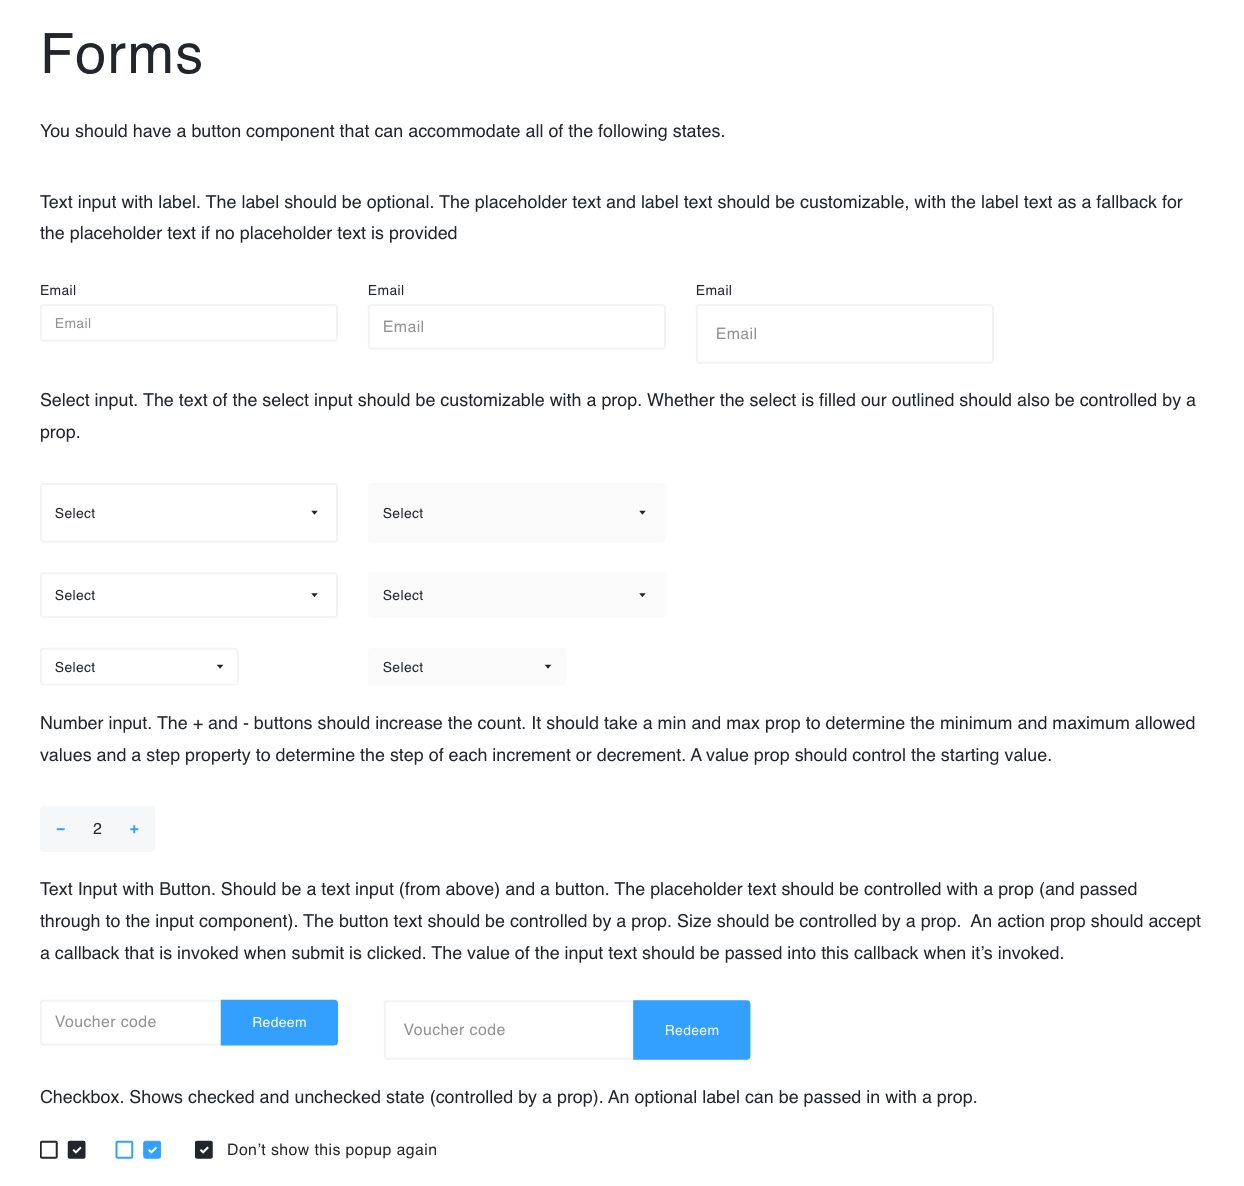 Forms
You should have a button component that can accommodate all of the following states.
Text input with label. The label should be optional. The placeholder text and label text should be customizable, with the label text as a fallback for
the placeholder text if no placeholder text is provided
Email Email Email
Email Email Email
Select input. The text of the select input should be customizable with a prop. Whether the select is filled our outlined should also be controlled by a
prop.
Select Select
Select Select
Select Select
Number input. The + and - buttons should increase the count. It should take a min and max prop to determine the minimum and maximum allowed
values and a step property to determine the step of each increment or decrement. A value prop should control the starting value.
- 2 +
Text Input with Button. Should be a text input (from above) and a button. The placeholder text should be controlled with a prop (and passed
through to the input component). The button text should be controlled by a prop. Size should be controlled by a prop.  An action prop should accept
a callback that is invoked when submit is clicked. The value of the input text should be passed into this callback when it’s invoked.
Voucher code Redeem Voucher code Redeem
Checkbox. Shows checked and unchecked state (controlled by a prop). An optional label can be passed in with a prop.
Don’t show this popup again